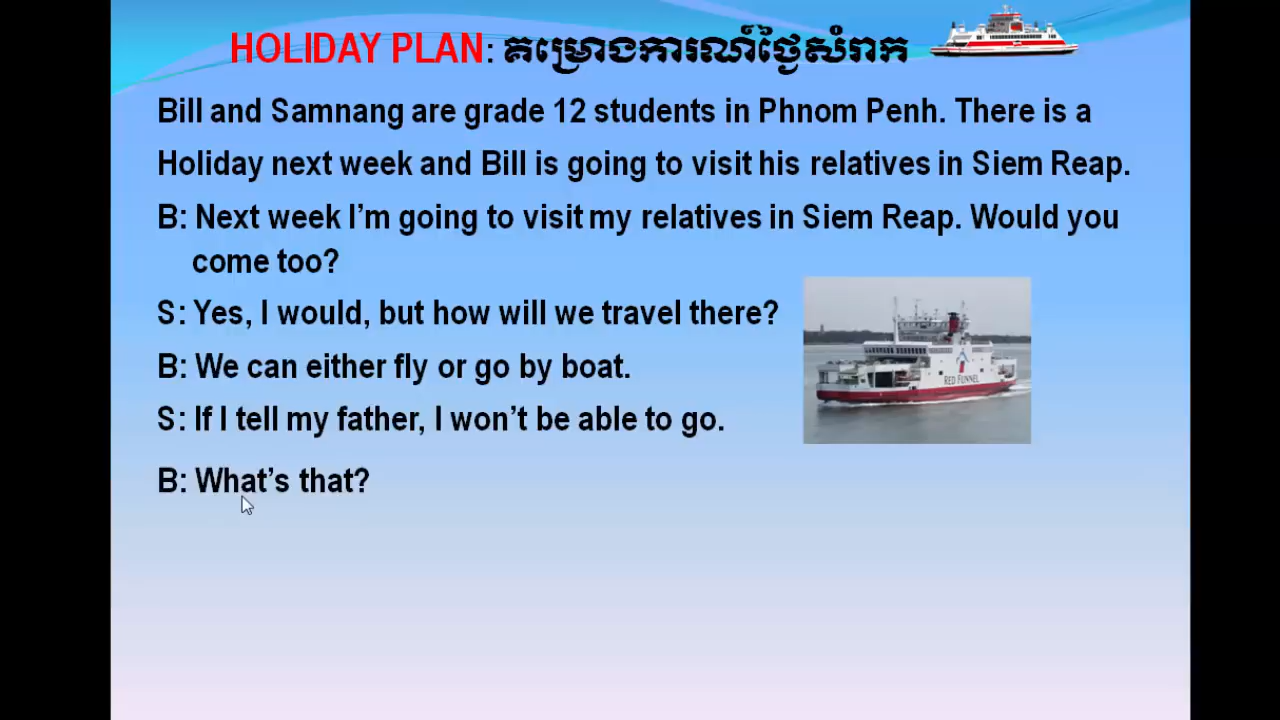 HOLIDAY PLAN: គម្រោងការណ៍ថ្ងៃសំរាក
Bill and Samnang are grade 12 students in Phnom Penh. There is a
Holiday next week and Bill is going to visit his relatives in Siem Reap.
B: Next week I’m going to visit my relatives in Siem Reap. Would you
come too?
S: Yes, I would, but how will we travel there?
B: We can either fly or go by boat.
S: If I tell my father, I won’t be able to go.
B: What’s that?
RED FUNNEL